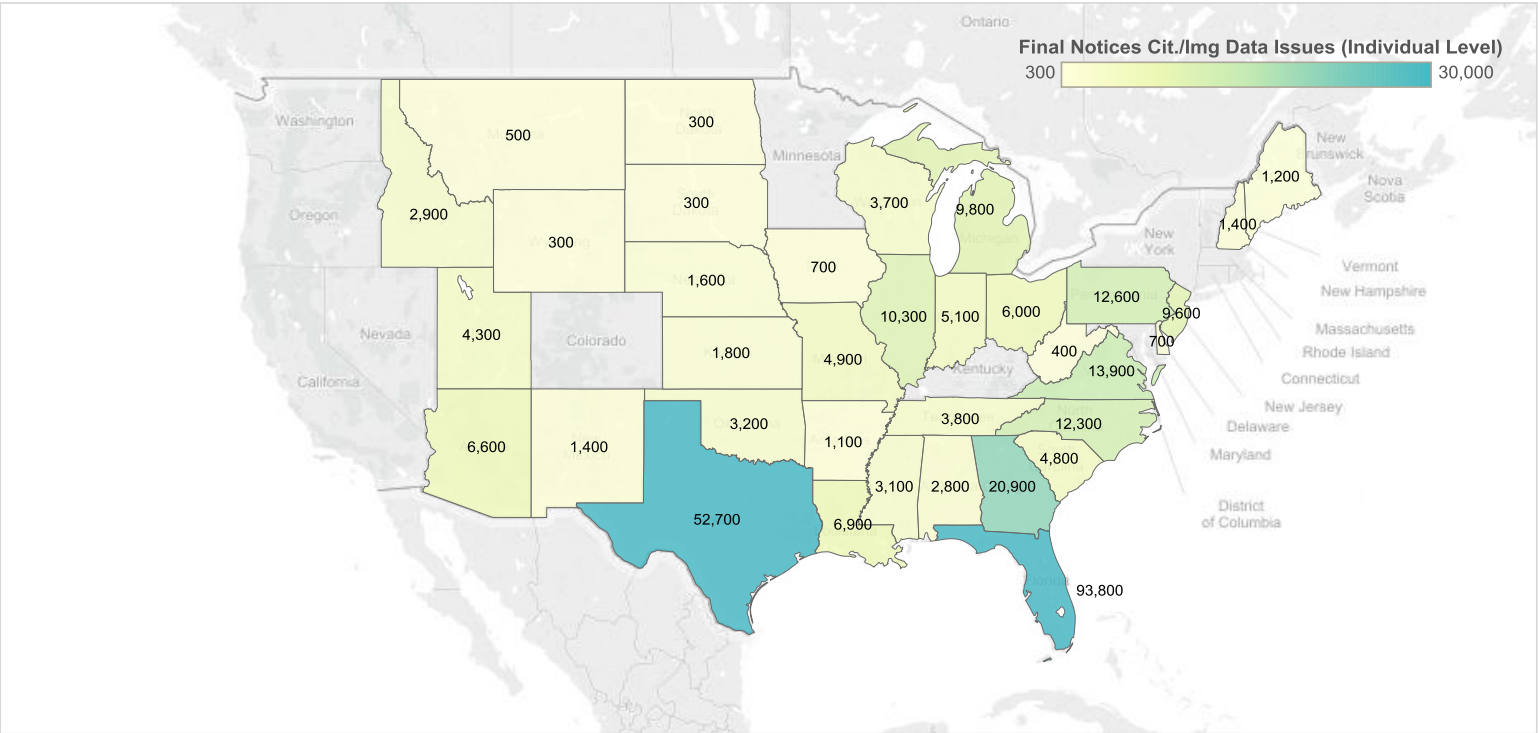 Ontario
Final Notices Cit./Img Data Issues (Individual Level)
300
30,000
Washington
500
300
Minnesota
New
Brunswick
1,200
Nova
Scotia
Oregon
2,900
300
300
3,700
9,800
Michigan
1,400
New
York
Vermont
New Hampshire
700
1,600
12,600
9,600
Nevada
4,300
Colorado
10,300
5,100
6,000
Massachusetts
Rhode Island
700
1,800
4,900
400
Kentucky
13,900
California
Connecticut
New Jersey
Delaware
3,200
3,800
12,300
6,600
1,400
1,100
4,800
Maryland
3,100
2,800
20,900
52,700
6,900
District
of Columbia
Florida
93,800